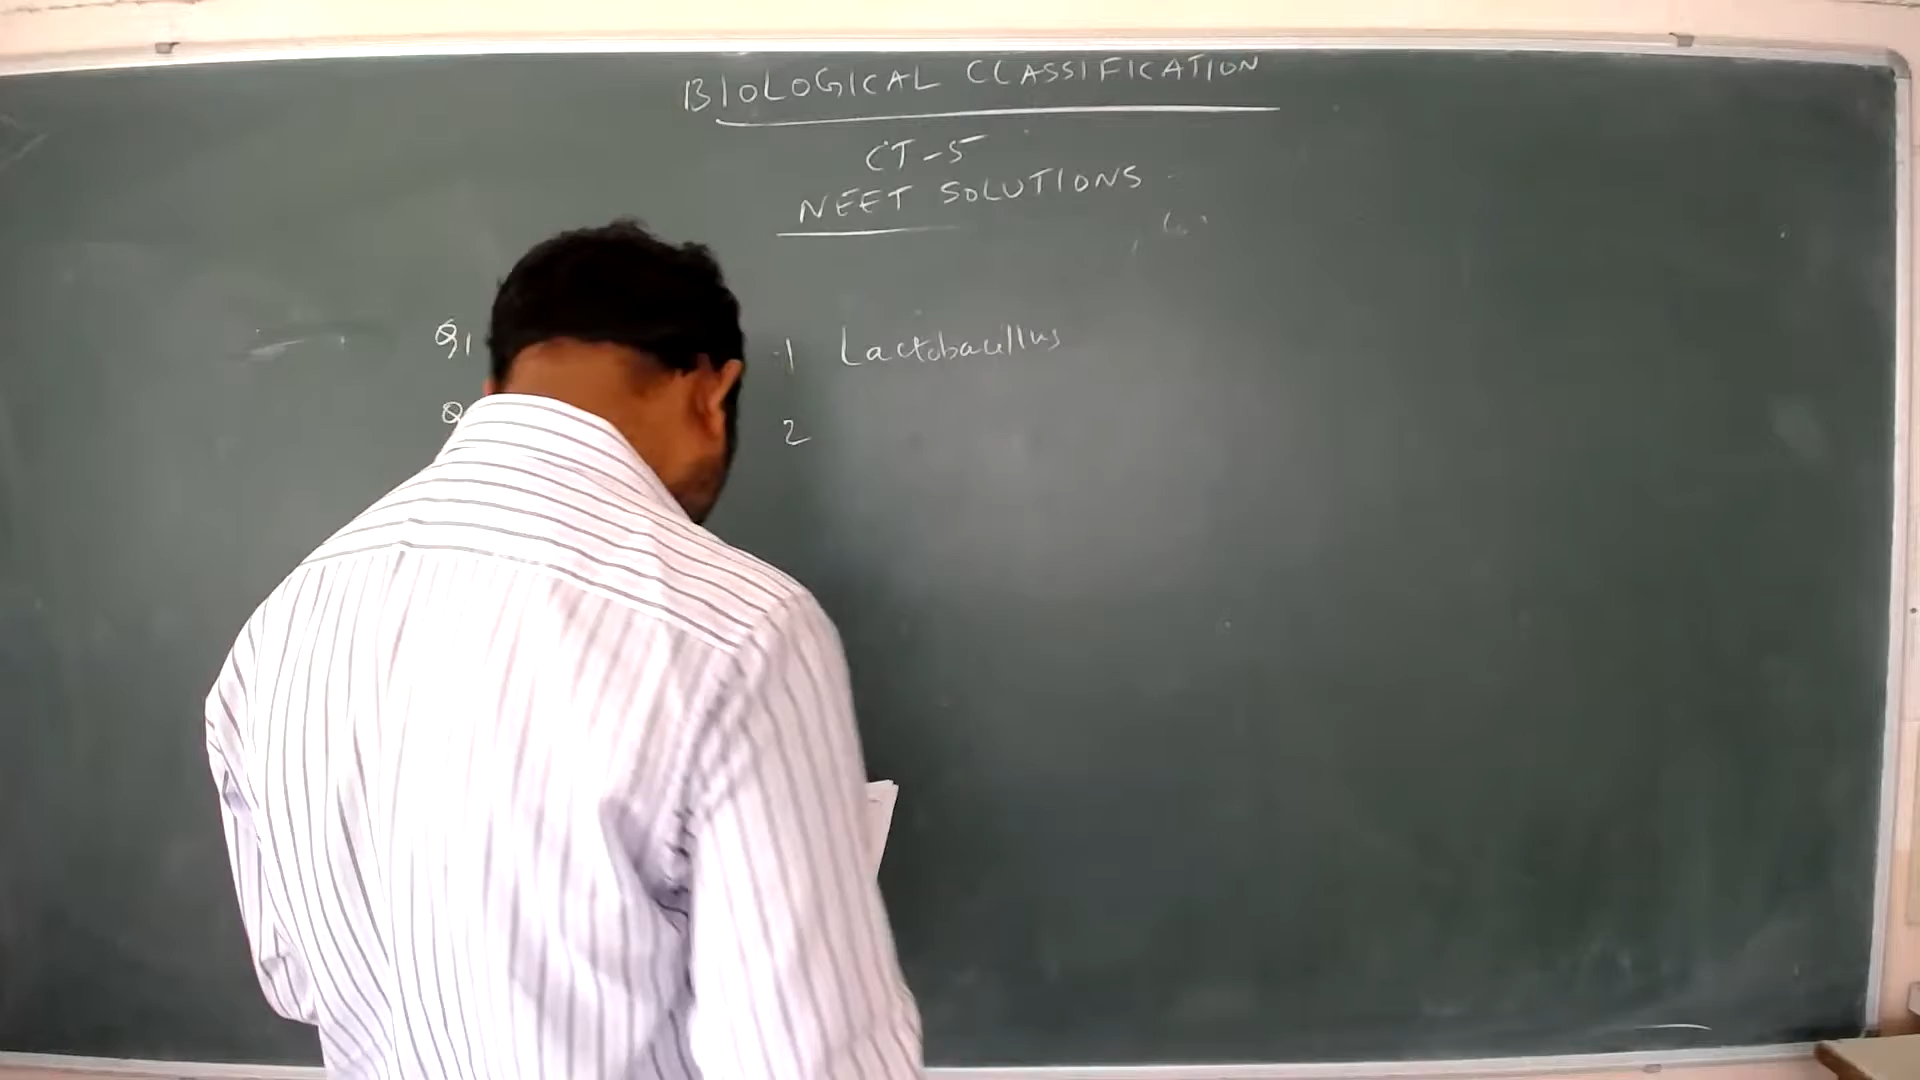 BIOLOGICAL CLASSIFICATION
CT-5
NEET SOLUTIONS
Q1 1 Lactobacillus
Q 2